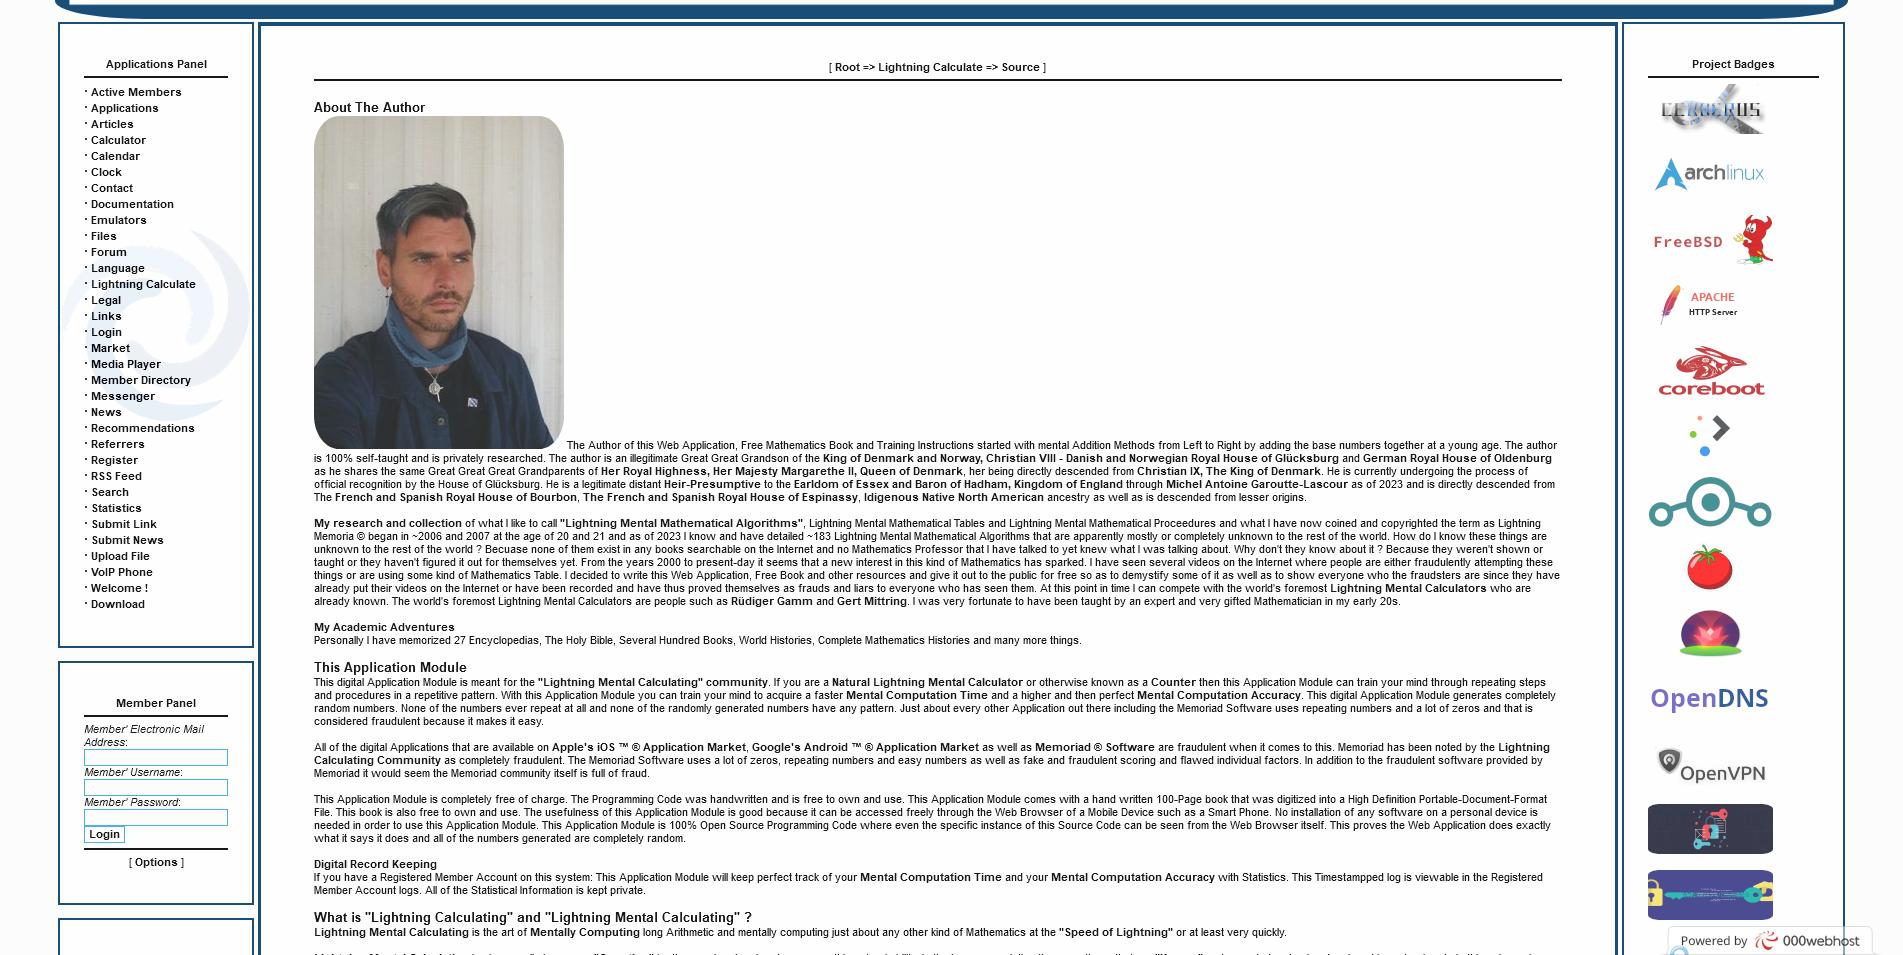 Applications Panel
· Active Members
· Applications
· Articles
· Calculator
· Calendar
· Clock
· Contact
· Documentation
· Emulators
· Files
· Forum
· Language
· Lightning Calculate
· Legal
· Links
· Login
· Market
· Media Player
· Member Directory
· Messenger
· News
· Recommendations
· Referrers
· Register
· RSS Feed
· Search
· Statistics
· Submit Link
· Submit News
· Upload File
· VoIP Phone
· Welcome !
· Download
Member Panel
Member' Electronic Mail
Address:
Member' Username:
Member' Password:
Login
[ Options ]
[ Root => Lightning Calculate => Source ]
About The Author
The Author of this Web Application, Free Mathematics Book and Training Instructions started with mental Addition Methods from Left to Right by adding the base numbers together at a young age. The author
is 100% self-taught and is privately researched. The author is an illegitimate Great Great Grandson of the King of Denmark and Norway, Christian VIII - Danish and Norwegian Royal House of Glücksburg and German Royal House of Oldenburg
as he shares the same Great Great Great Grandparents of Her Royal Highness, Her Majesty Margarethe II, Queen of Denmark, her being directly descended from Christian IX, The King of Denmark. He is currently undergoing the process of
official recognition by the House of Glücksburg. He is a legitimate distant Heir-Presumptive to the Earldom of Essex and Baron of Hadham, Kingdom of England through Michel Antoine Garoutte-Lascour as of 2023 and is directly descended from
The French and Spanish Royal House of Bourbon, The French and Spanish Royal House of Espinassy, Idigenous Native North American ancestry as well as is descended from lesser origins.
My research and collection of what I like to call "Lightning Mental Mathematical Algorithms", Lightning Mental Mathematical Tables and Lightning Mental Mathematical Proceedures and what I have now coined and copyrighted the term as Lightning
Memoria © began in ~2006 and 2007 at the age of 20 and 21 and as of 2023 I know and have detailed ~183 Lightning Mental Mathematical Algorithms that are apparently mostly or completely unknown to the rest of the world. How do I know these things are
unknown to the rest of the world ? Becuase none of them exist in any books searchable on the Internet and no Mathematics Professor that I have talked to yet knew what I was talking about. Why don't they know about it ? Because they weren't shown or
taught or they haven't figured it out for themselves yet. From the years 2000 to present-day it seems that a new interest in this kind of Mathematics has sparked. I have seen several videos on the Internet where people are either fraudulently attempting these
things or are using some kind of Mathematics Table. I decided to write this Web Application, Free Book and other resources and give it out to the public for free so as to demystify some of it as well as to show everyone who the fraudsters are since they have
already put their videos on the Internet or have been recorded and have thus proved themselves as frauds and liars to everyone who has seen them. At this point in time I can compete with the world's foremost Lightning Mental Calculators who are
already known. The world's foremost Lightning Mental Calculators are people such as Rüdiger Gamm and Gert Mittring. I was very fortunate to have been taught by an expert and very gifted Mathematician in my early 20s.
My Academic Adventures
Personally I have memorized 27 Encyclopedias, The Holy Bible, Several Hundred Books, World Histories, Complete Mathematics Histories and many more things.
This Application Module
This digital Application Module is meant for the "Lightning Mental Calculating" community. If you are a Natural Lightning Mental Calculator or otherwise known as a Counter then this Application Module can train your mind through repeating steps
and procedures in a repetitive pattern. With this Application Module you can train your mind to acquire a faster Mental Computation Time and a higher and then perfect Mental Computation Accuracy. This digital Application Module generates completely
random numbers. None of the numbers ever repeat at all and none of the randomly generated numbers have any pattern. Just about every other Application out there including the Memoriad Software uses repeating numbers and a lot of zeros and that is
considered fraudulent because it makes it easy.
All of the digital Applications that are available on Apple's iOS ™ ® Application Market, Google's Android ™ ® Application Market as well as Memoriad ® Software are fraudulent when it comes to this. Memoriad has been noted by the Lightning
Calculating Community as completely fraudulent. The Memoriad Software uses a lot of zeros, repeating numbers and easy numbers as well as fake and fraudulent scoring and flawed individual factors. In addition to the fraudulent software provided by
Memoriad it would seem the Memoriad community itself is full of fraud.
This Application Module is completely free of charge. The Programming Code was handwritten and is free to own and use. This Application Module comes with a hand written 100-Page book that was digitized into a High Definition Portable-Document-Format
File. This book is also free to own and use. The usefulness of this Application Module is good because it can be accessed freely through the Web Browser of a Mobile Device such as a Smart Phone. No installation of any software on a personal device is
needed in order to use this Application Module. This Application Module is 100% Open Source Programming Code where even the specific instance of this Source Code can be seen from the Web Browser itself. This proves the Web Application does exactly
what it says it does and all of the numbers generated are completely random.
Digital Record Keeping
If you have a Registered Member Account on this system: This Application Module will keep perfect track of your Mental Computation Time and your Mental Computation Accuracy with Statistics. This Timestampped log is viewable in the Registered
Member Account logs. All of the Statistical Information is kept private.
What is "Lightning Calculating" and "Lightning Mental Calculating" ?
Lightning Mental Calculating is the art of Mentally Computing long Arithmetic and mentally computing just about any other kind of Mathematics at the "Speed of Lightning" or at least very quickly.
Project Badges
CERBERUS
archlinux
FreeBSD
APACHE
HTTP Server
coreboot
OpenDNS
OpenVPN
Powered by 000webhost